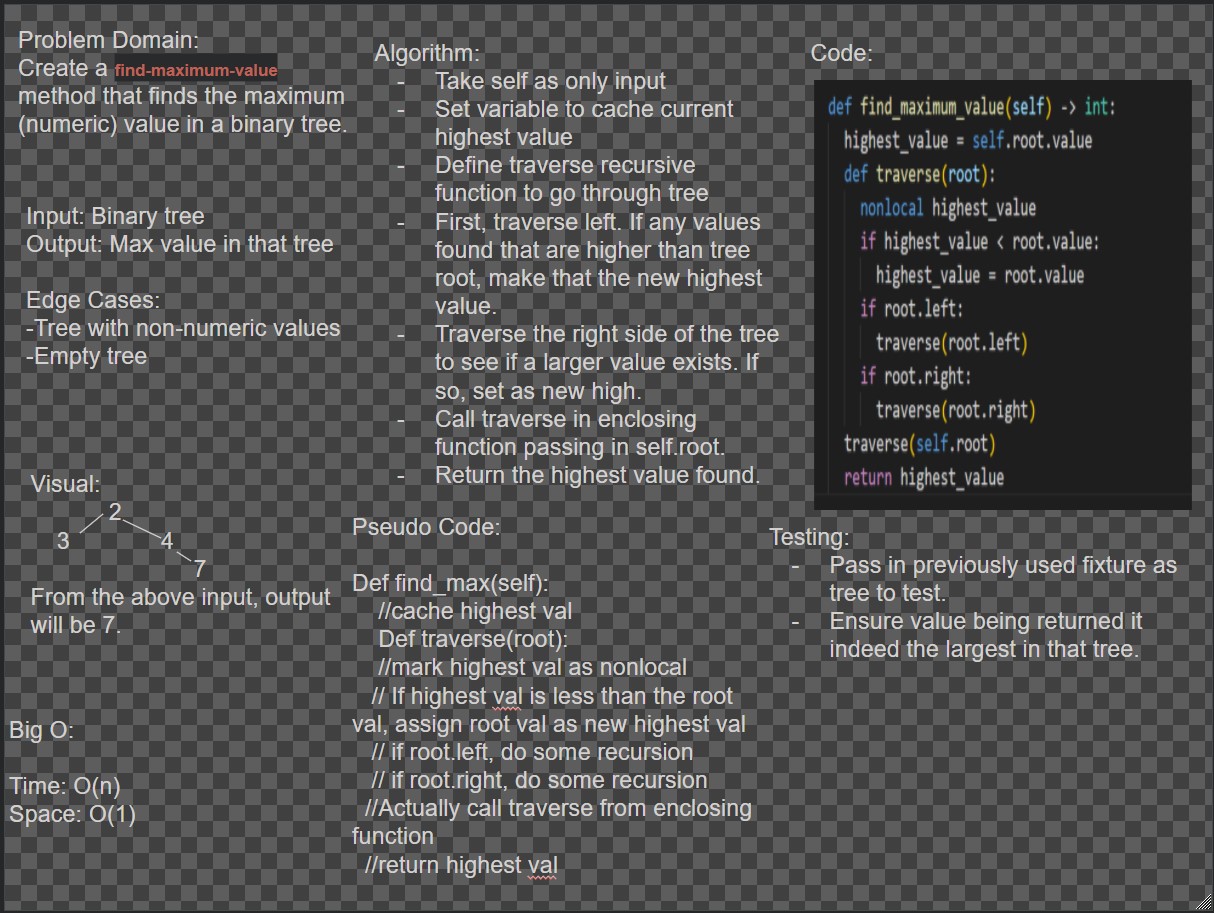 Problem Domain:
Create a find-maximum-value
method that finds the maximum
(numeric) value in a binary tree.
Input: Binary tree
Output: Max value in that tree
Edge Cases:
-Tree with non-numeric values
-Empty tree
Visual:
2
3
4
7
From the above input, output
will be 7.
Big O:
Time: O(n)
Space: O(1)
Algorithm:
- Take self as only input
- Set variable to cache current
highest value
- Define traverse recursive
function to go through tree
- First, traverse left. If any values
found that are higher than tree
root, make that the new highest
value.
- Traverse the right side of the tree
to see if a larger value exists. If
so, set as new high.
- Call traverse in enclosing
function passing in self.root.
- Return the highest value found.
Pseudo Code:
Def find_max(self):
//cache highest val
Def traverse(root):
//mark highest val as nonlocal
// If highest val is less than the root
val, assign root val as new highest val
// if root.left, do some recursion
// if root.right, do some recursion
//Actually call traverse from enclosing
function
//return highest val
Code:
def find_maximum_value(self) -> int:
highest_value = self.root.value
def traverse(root):
nonlocal highest_value
if highest_value < root.value:
highest_value = root.value
if root.left:
traverse(root.left)
if root.right:
traverse(root.right)
traverse(self.root)
return highest_value
Testing:
- Pass in previously used fixture as
tree to test.
- Ensure value being returned it
indeed the largest in that tree.